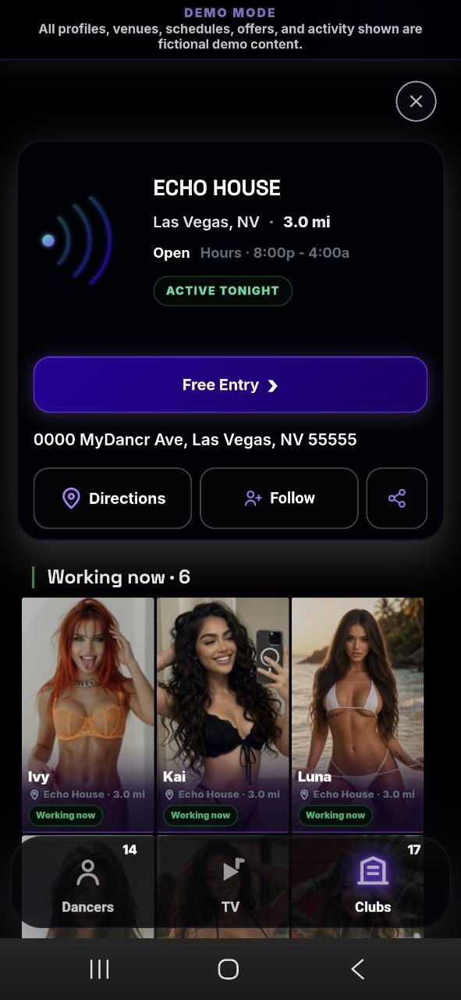 DEMO MODE
All profiles, venues, schedules, offers, and activity shown are
fictional demo content.
ECHO HOUSE
Las Vegas, NV · 3.0 mi
Open Hours · 8:00p - 4:00a
ACTIVE TONIGHT
Free Entry ›
0000 MyDancr Ave, Las Vegas, NV 55555
Directions
Follow
Working now · 6
Ivy
Echo House · 3.0 mi
Working now
Kai
Echo House · 3.0 mi
Working now
Luna
Echo House · 3.0 mi
Working now
14
Dancers
TV
17
Clubs